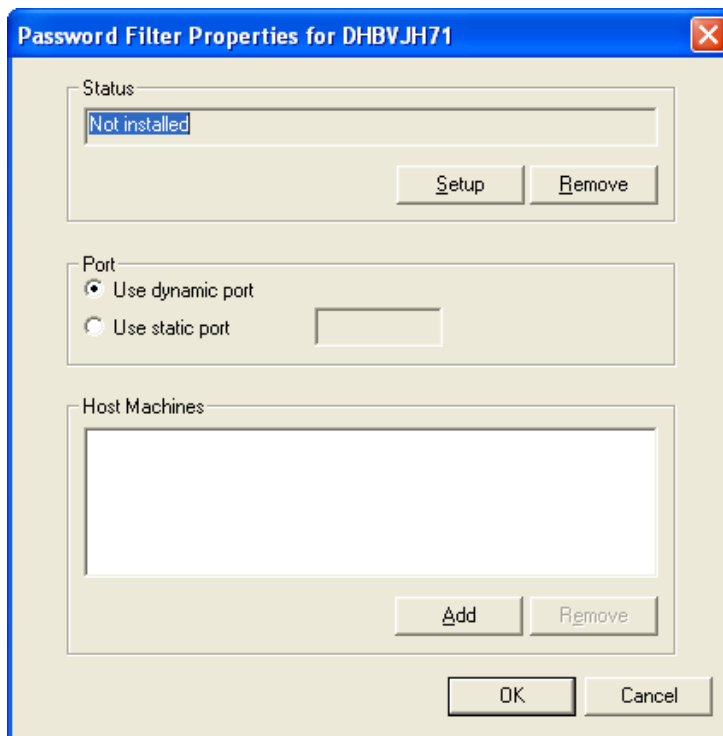 Password Filter Properties for DHBVJH71
Status
Not installed
Setup
Remove
Port
Use dynamic port
Use static port
Host Machines
Add
Remove
OK
Cancel